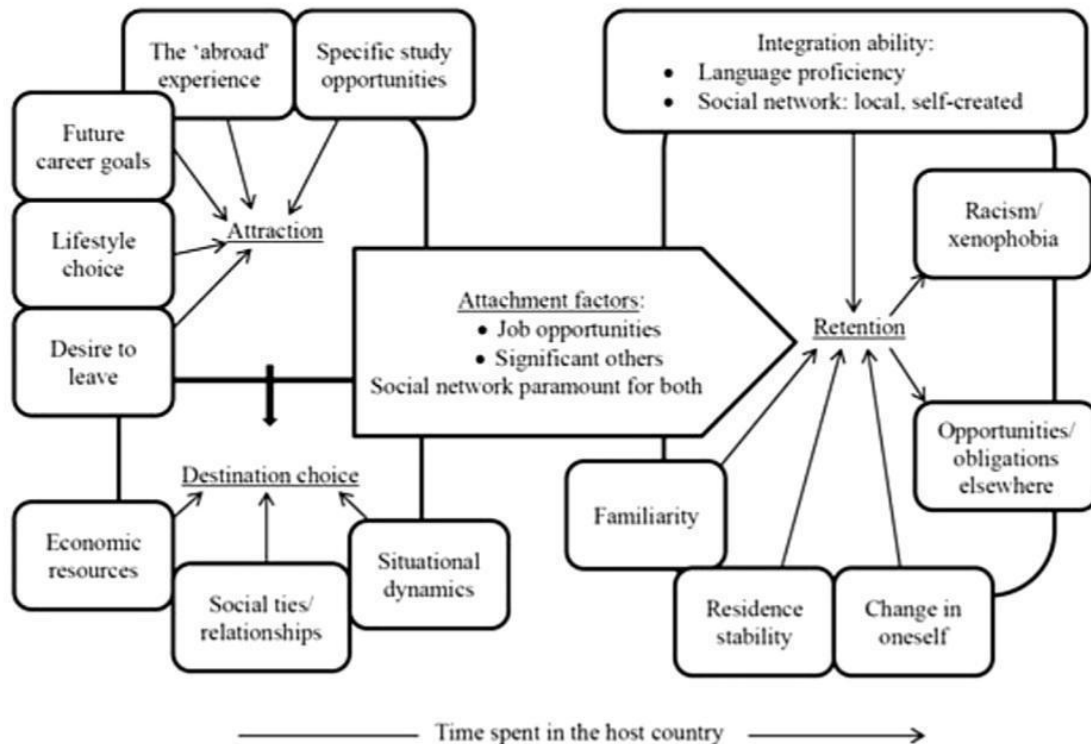 The ‘abroad’
experience
Specific study
opportunities
Future
career goals
Lifestyle
choice
Desire to
leave
Attraction
Destination choice
Economic
resources
Social ties/
relationships
Situational
dynamics
Attachment factors:
• Job opportunities
• Significant others
Social network paramount for both
Integration ability:
• Language proficiency
• Social network: local, self-created
Racism/
xenophobia
Retention
Opportunities/
obligations
elsewhere
Familiarity
Residence
stability
Change in
oneself
Time spent in the host country